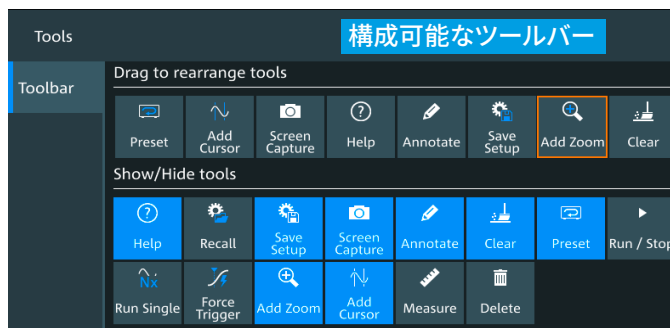 Tools
構成可能なツールバー
Toolbar
Drag to rearrange tools
Preset
Add
Cursor
Screen
Capture
Help
Annotate
Save
Setup
Add Zoom
Clear
Show/Hide tools
Help
Recall
Save
Setup
Screen
Capture
Annotate
Clear
Preset
Run / Stop
Nx
Run Single
Force
Trigger
Add Zoom
Add
Cursor
Measure
Delete